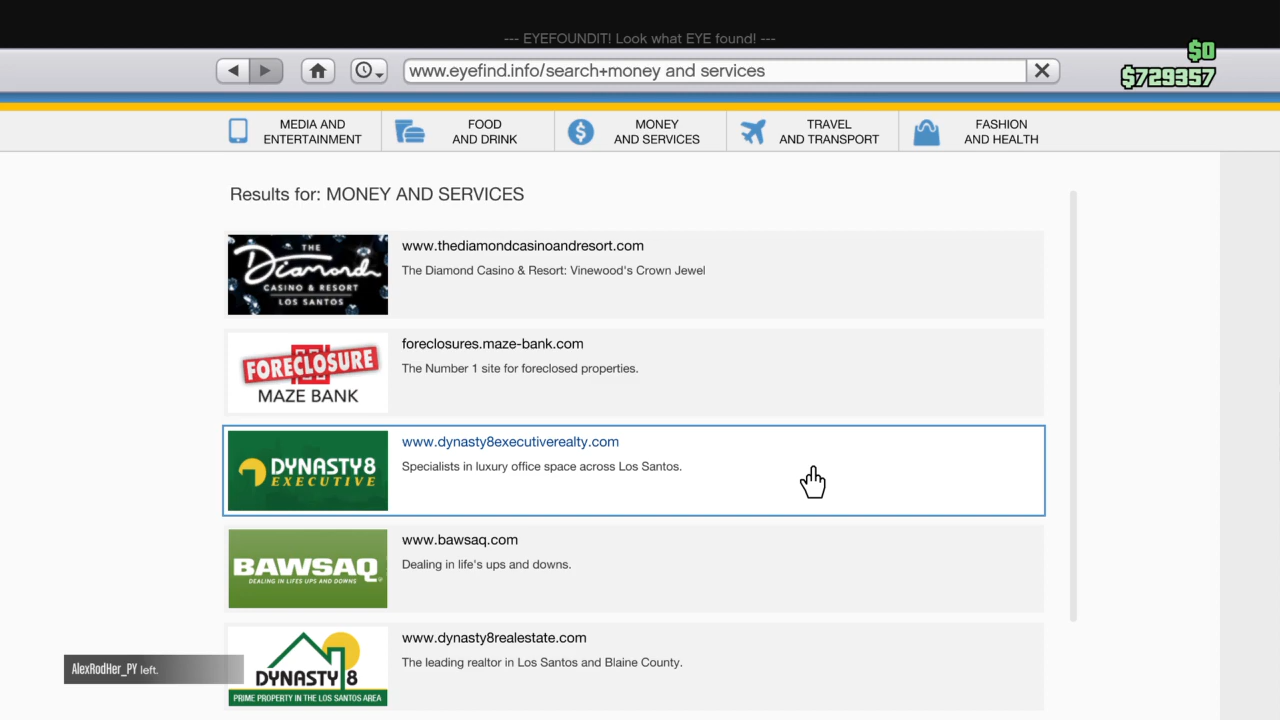 --- EYEFOUNDIT! Look what EYE found! ---
$0
www.eyefind.info/search+money and services
$729357
MEDIA AND
ENTERTAINMENT
FOOD
AND DRINK
MONEY
AND SERVICES
TRAVEL
AND TRANSPORT
FASHION
AND HEALTH
Results for: MONEY AND SERVICES
THE
Diamond
CASINO & RESORT
LOS SANTOS
www.thediamondcasinoandresort.com
The Diamond Casino & Resort: Vinewood's Crown Jewel
FORECLOSURE
MAZE BANK
foreclosures.maze-bank.com
The Number 1 site for foreclosed properties.
DYNASTY8
EXECUTIVE
www.dynasty8executiverealty.com
Specialists in luxury office space across Los Santos.
BAWSAQ
DEALING IN LIFE'S UPS AND DOWNS
www.bawsaq.com
Dealing in life's ups and downs.
DYNASTY 8
PRIME PROPERTY IN THE LOS SANTOS AREA
www.dynasty8realestate.com
The leading realtor in Los Santos and Blaine County.
AlexRodHer_PY left.